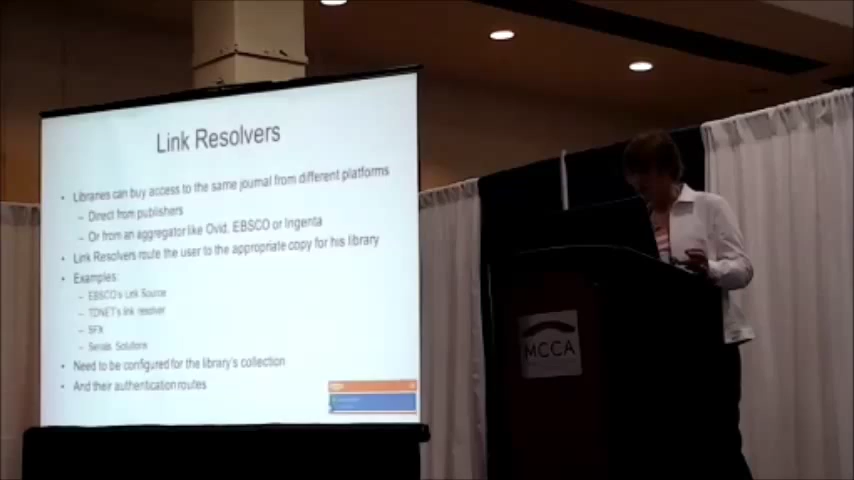 Link Resolvers
• Libraries can buy access to the same journal from different platforms
– Direct from publishers
– Or from an aggregator like Ovid, EBSCO or Ingenta
• Link Resolvers route the user to the appropriate copy for his library
• Examples:
– EBSCO's Link Source
– TDNET's link resolver
– SFX
– Serials Solutions
• Need to be configured for the library's collection
• And their authentication routes
MCCA